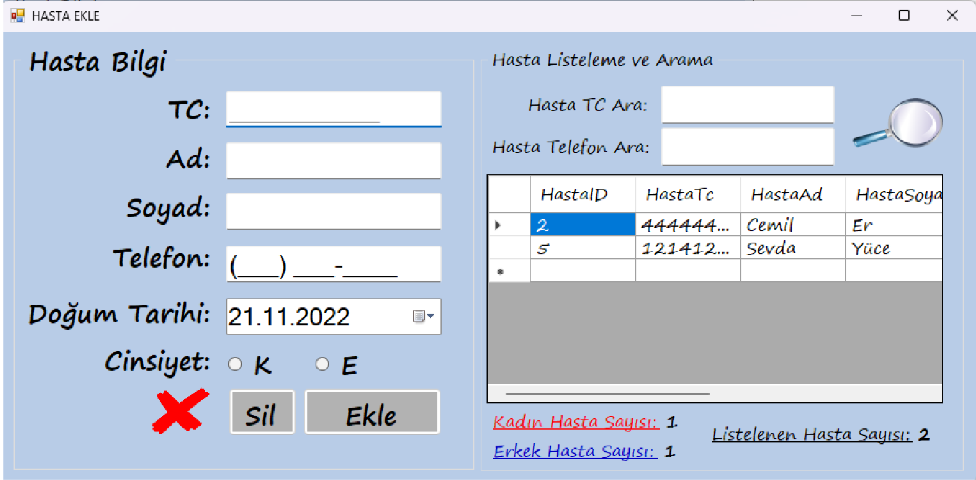 HASTA EKLE
Hasta Bilgi
TC: _______________
Ad:
Soyad:
Telefon: (___) ___-____
Doğum Tarihi: 21.11.2022
Cinsiyet: K E
Sil Ekle
Hasta Listeleme ve Arama
Hasta TC Ara:
Hasta Telefon Ara:
HastaID HastaTc HastaAd HastaSoya
2 444444... Cemil Er
5 121412... Sevda Yüce
Kadın Hasta Sayısı: 1
Erkek Hasta Sayısı: 1
Listelenen Hasta Sayısı: 2